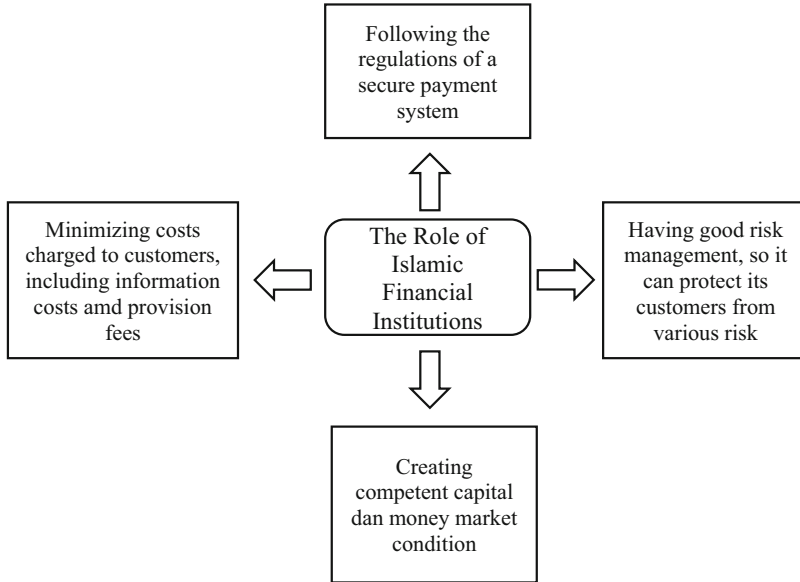 Following the
regulations of a
secure payment
system
Minimizing costs
charged to customers,
including information
costs amd provision
fees
The Role of
Islamic
Financial
Institutions
Having good risk
management, so it
can protect its
customers from
various risk
Creating
competent capital
dan money market
condition